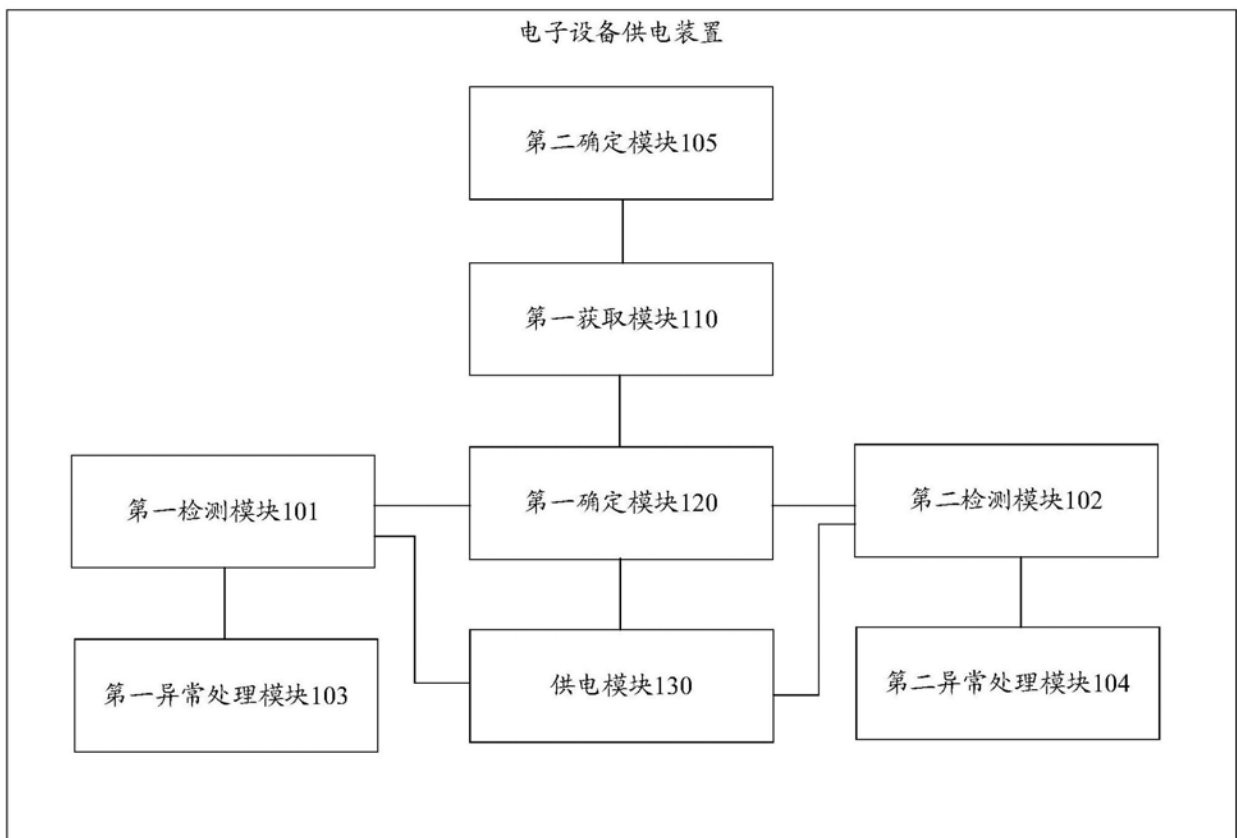 电子设备供电装置
第二确定模块105
第一获取模块110
第一检测模块101
第一确定模块120
第二检测模块102
第一异常处理模块103
供电模块130
第二异常处理模块104